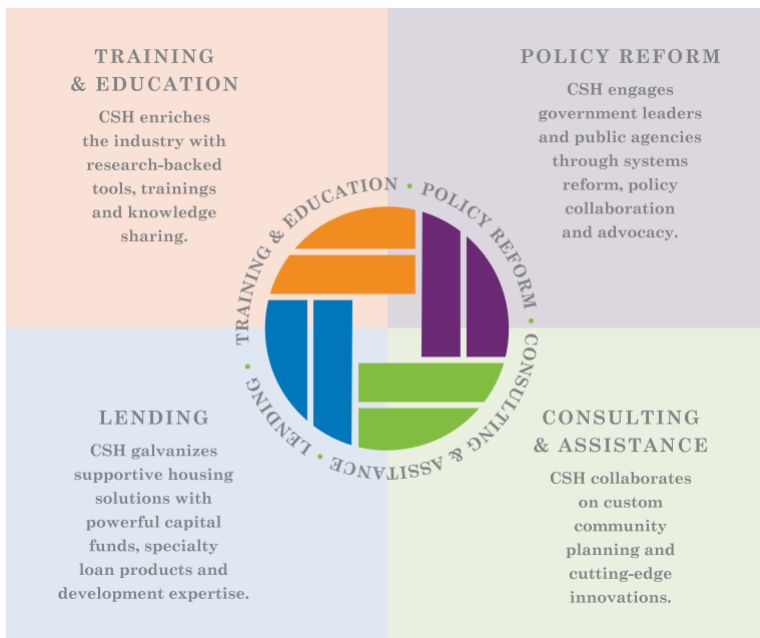 TRAINING
& EDUCATION
CSH enriches
the industry with
research-backed
tools, trainings
and knowledge
sharing.
POLICY REFORM
CSH engages
government leaders
and public agencies
through systems
reform, policy
collaboration
and advocacy.
TRAINING & EDUCATION • POLICY REFORM • CONSULTING & ASSITANCE • LENDING •
LENDING
CSH galvanizes
supportive housing
solutions with
powerful capital
funds, specialty
loan products and
development expertise.
CONSULTING
& ASSISTANCE
CSH collaborates
on custom
community
planning and
cutting-edge
innovations.